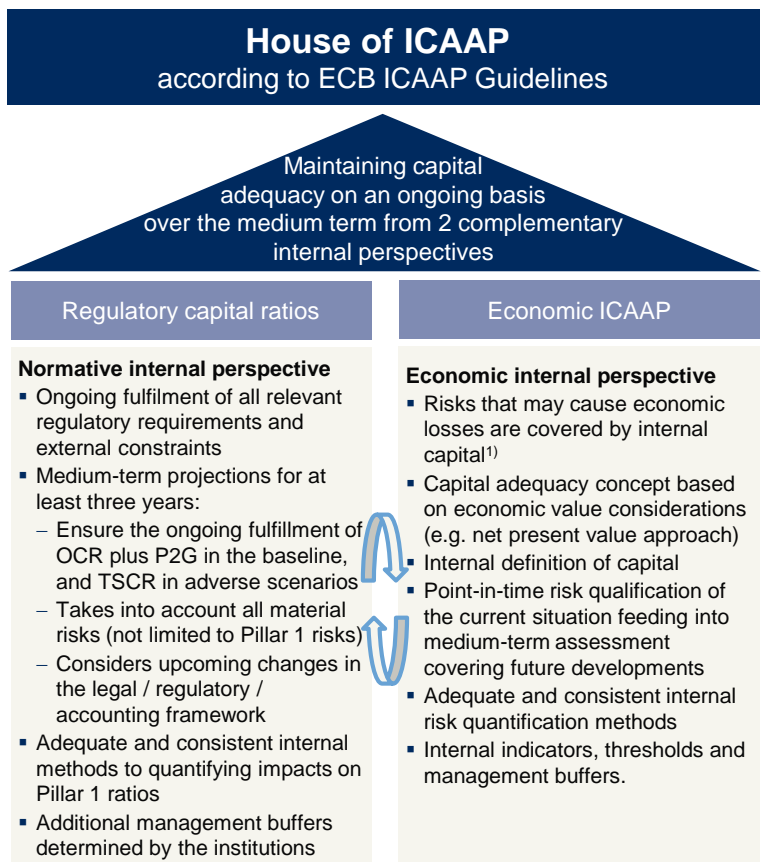 House of ICAAP
according to ECB ICAAP Guidelines
Maintaining capital
adequacy on an ongoing basis
over the medium term from 2 complementary
internal perspectives
Regulatory capital ratios
Normative internal perspective
▪ Ongoing fulfilment of all relevant
regulatory requirements and
external constraints
▪ Medium-term projections for at
least three years:
– Ensure the ongoing fulfillment of
OCR plus P2G in the baseline,
and TSCR in adverse scenarios
– Takes into account all material
risks (not limited to Pillar 1 risks)
– Considers upcoming changes in
the legal / regulatory /
accounting framework
▪ Adequate and consistent internal
methods to quantifying impacts on
Pillar 1 ratios
▪ Additional management buffers
determined by the institutions
Economic ICAAP
Economic internal perspective
▪ Risks that may cause economic
losses are covered by internal
capital1)
▪ Capital adequacy concept based
on economic value considerations
(e.g. net present value approach)
▪ Internal definition of capital
▪ Point-in-time risk qualification of
the current situation feeding into
medium-term assessment
covering future developments
▪ Adequate and consistent internal
risk quantification methods
▪ Internal indicators, thresholds and
management buffers.